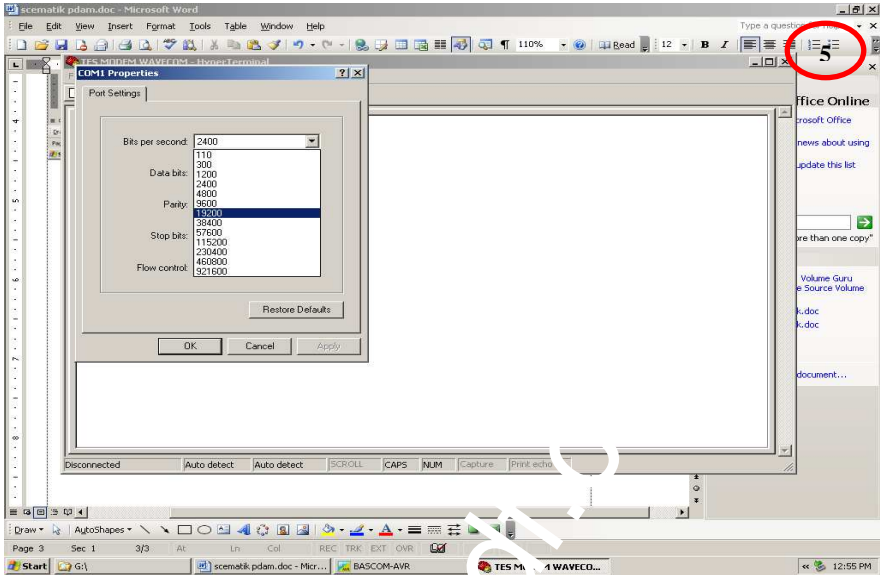 scematik pdam.doc - Microsoft Word
File Edit View Insert Format Tools Table Window Help
Type a question
110% Read 12 B I
5
TES MODEM WAVECOM - HyperTerminal
COM1 Properties
Port Settings
Bits per second: 2400
110
300
Data bits: 1200
2400
4800
Parity: 9600
19200
38400
Stop bits: 57600
115200
230400
Flow control: 460800
921600
Restore Defaults
OK Cancel Apply
ffice Online
crosoft Office
news about using
update this list
ore than one copy"
Volume Guru
e Source Volume
k.doc
k.doc
document...
Disconnected Auto detect Auto detect SCROLL CAPS NUM Capture Print echo
Draw AutoShapes
Page 3 Sec 1 3/3 At Ln Col REC TRK EXT OVR
Start G:\ scematik pdam.doc - Micr... BASCOM-AVR TES M M WAVECO... 12:55 PM
di.c